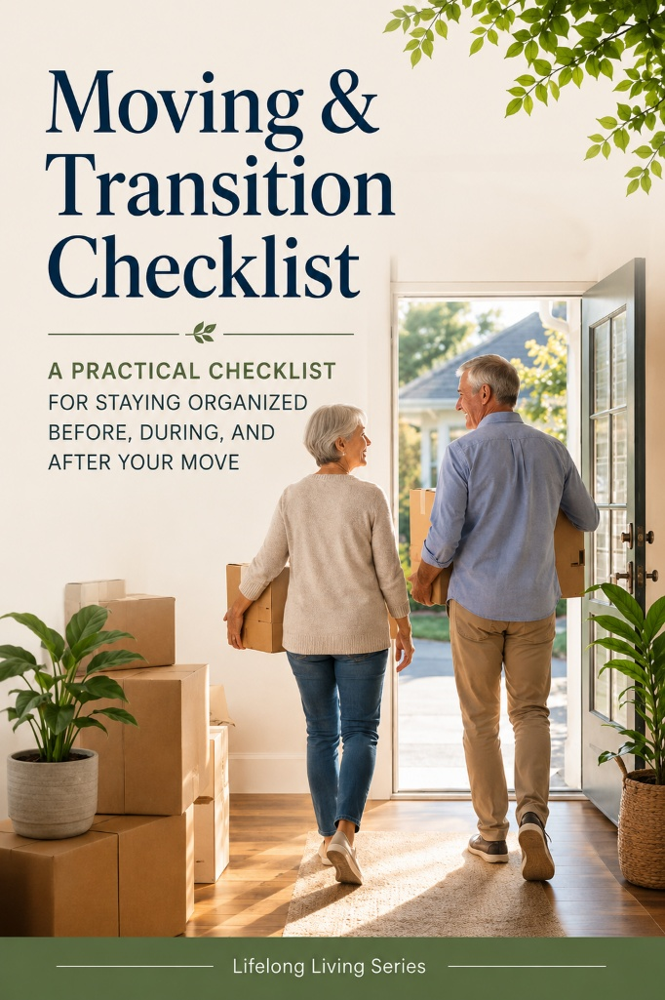 Moving &
Transition
Checklist
A PRACTICAL CHECKLIST
FOR STAYING ORGANIZED
BEFORE, DURING, AND
AFTER YOUR MOVE
Lifelong Living Series